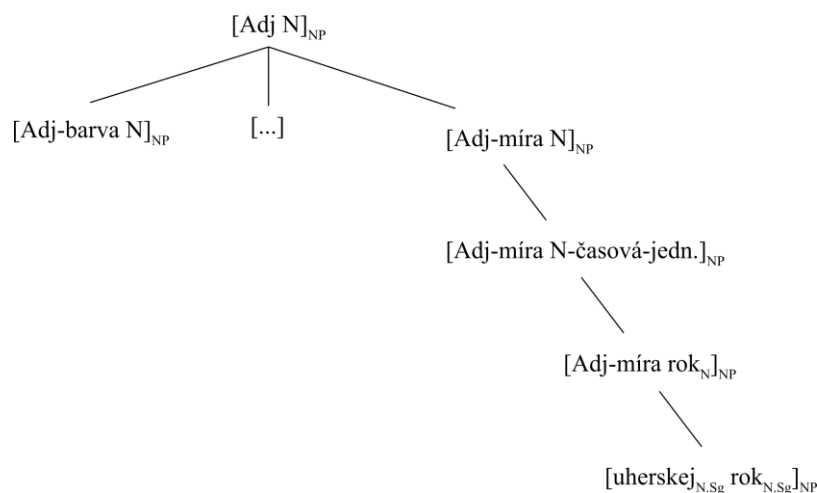 [Adj N]NP
[Adj-barva N]NP [...] [Adj-míra N]NP
[Adj-míra N-časová-jedn.]NP
[Adj-míra rokN]NP
[uherskejN.Sg rokN.Sg]NP